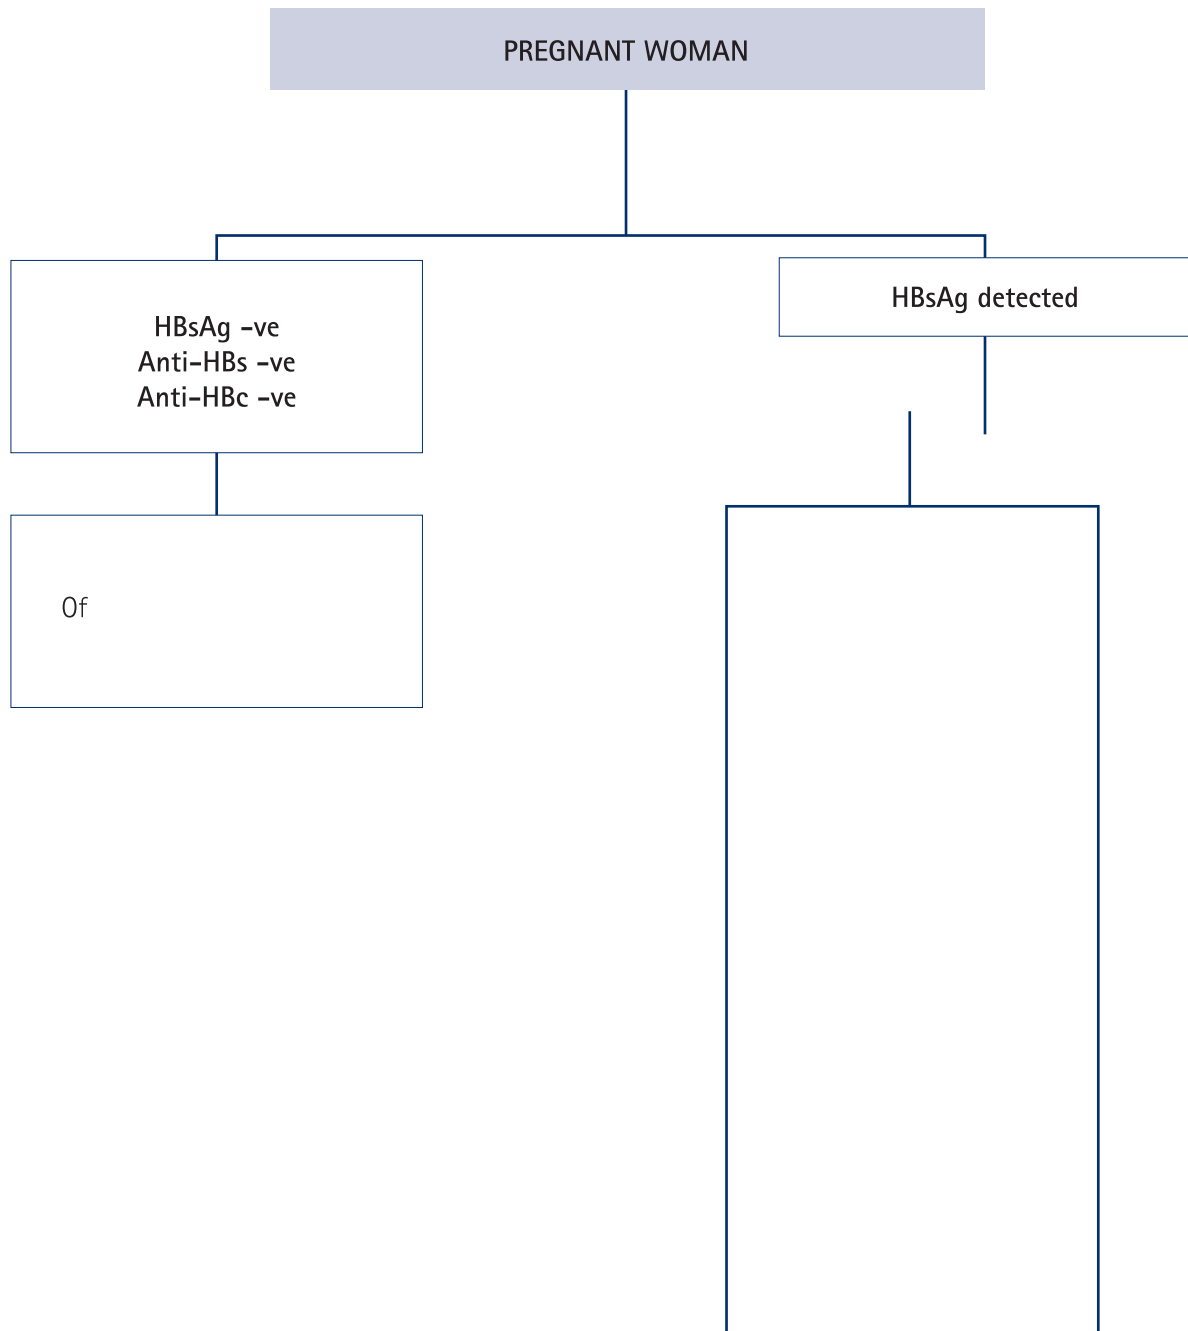 PREGNANT WOMAN
HBsAg -ve
Anti-HBs -ve
Anti-HBc -ve
HBsAg detected
Of